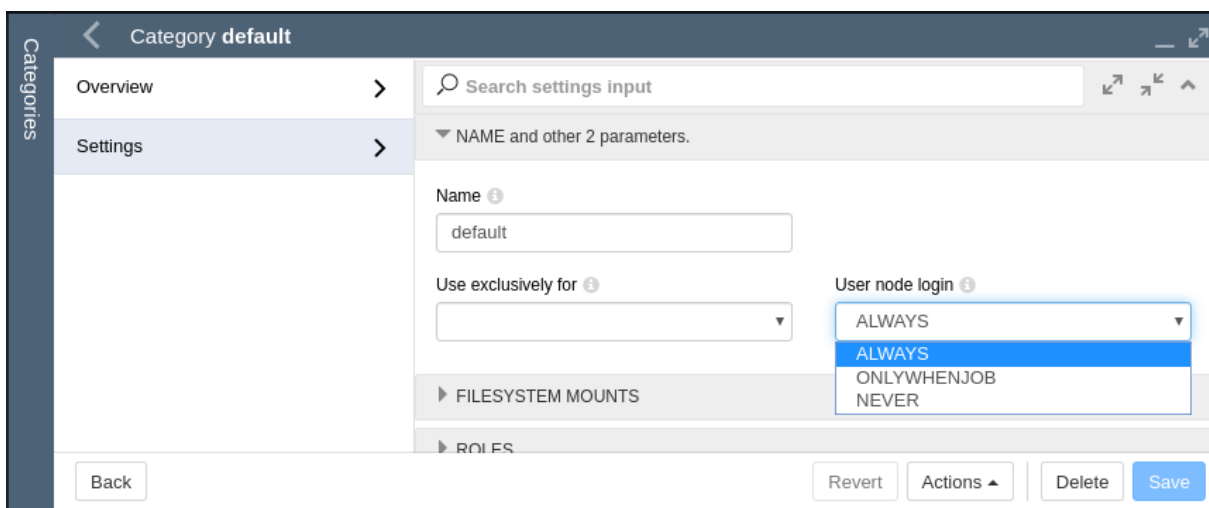 Categories
Category default
Overview
Search settings input
NAME and other 2 parameters.
Settings
Name
default
Use exclusively for
User node login
ALWAYS
ALWAYS
ONLYWHENJOB
NEVER
FILESYSTEM MOUNTS
ROLES
Back
Revert
Actions
Delete
Save